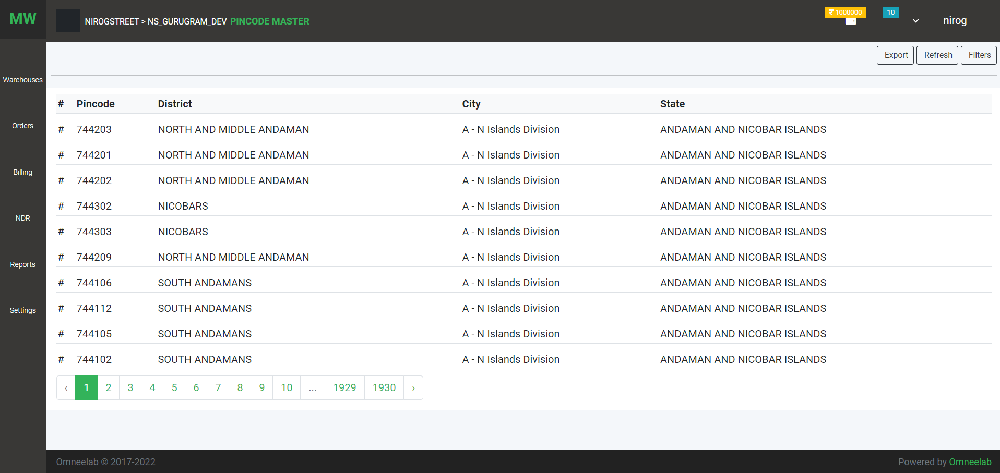 MW
NIROGSTREET > NS_GURUGRAM_DEV PINCODE MASTER
₹ 1000000
10
nirog
Export Refresh Filters
Warehouses
Orders
Billing
NDR
Reports
Settings
# Pincode District City State
# 744203 NORTH AND MIDDLE ANDAMAN A - N Islands Division ANDAMAN AND NICOBAR ISLANDS
# 744201 NORTH AND MIDDLE ANDAMAN A - N Islands Division ANDAMAN AND NICOBAR ISLANDS
# 744202 NORTH AND MIDDLE ANDAMAN A - N Islands Division ANDAMAN AND NICOBAR ISLANDS
# 744302 NICOBARS A - N Islands Division ANDAMAN AND NICOBAR ISLANDS
# 744303 NICOBARS A - N Islands Division ANDAMAN AND NICOBAR ISLANDS
# 744209 NORTH AND MIDDLE ANDAMAN A - N Islands Division ANDAMAN AND NICOBAR ISLANDS
# 744106 SOUTH ANDAMANS A - N Islands Division ANDAMAN AND NICOBAR ISLANDS
# 744112 SOUTH ANDAMANS A - N Islands Division ANDAMAN AND NICOBAR ISLANDS
# 744105 SOUTH ANDAMANS A - N Islands Division ANDAMAN AND NICOBAR ISLANDS
# 744102 SOUTH ANDAMANS A - N Islands Division ANDAMAN AND NICOBAR ISLANDS
‹ 1 2 3 4 5 6 7 8 9 10 ... 1929 1930 ›
Omneelab © 2017-2022
Powered by Omneelab